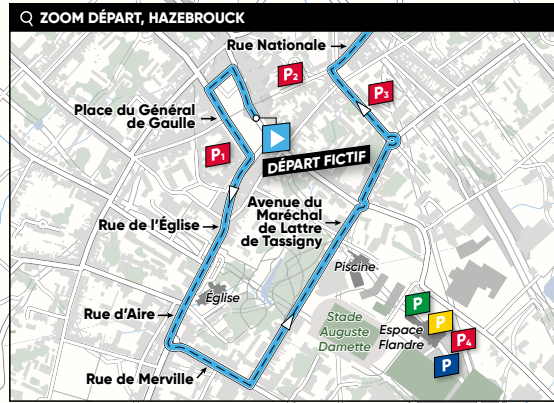 ZOOM DÉPART, HAZEBROUCK
Rue Nationale
P2
P3
Place du Général
de Gaulle
P1
DÉPART FICTIF
Avenue du
Maréchal
de Lattre
de Tassigny
Rue de l'Église
Piscine
Église
Rue d'Aire
Stade
Auguste
Damette
Espace
Flandre
P
P
P4
P
Rue de Merville